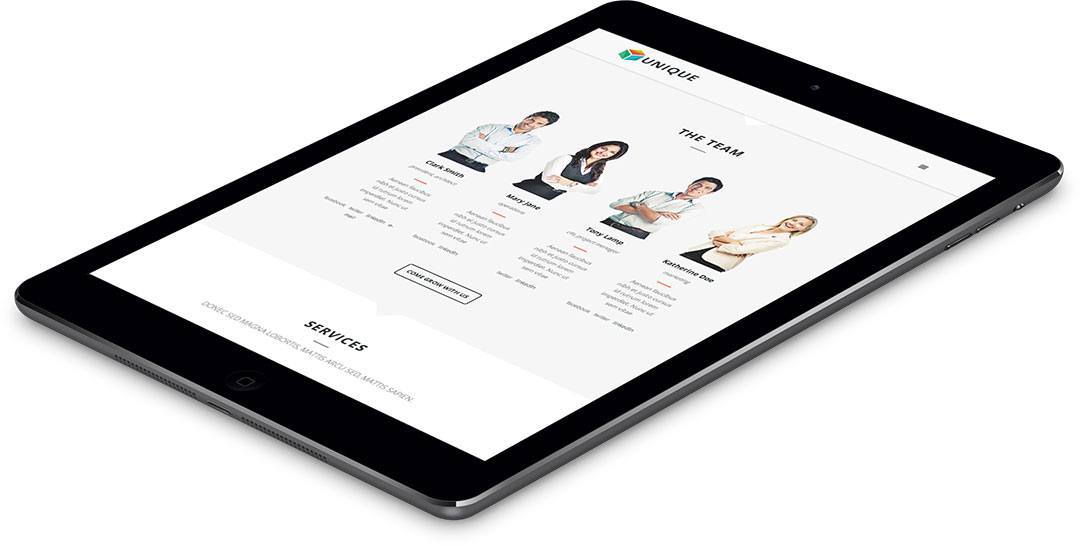 UNIQUE
THE TEAM
Clark Smith
president, architect
Aenean faucibus
nibh et justo cursus
id rutrum lorem
imperdiet. Nunc ut
sem vitae
facebook twitter linkedin
mail
Mary Jane
operations
Aenean faucibus
nibh et justo cursus
id rutrum lorem
imperdiet. Nunc ut
sem vitae
facebook linkedin
Tony Lamp
cto, project manager
Aenean faucibus
nibh et justo cursus
id rutrum lorem
imperdiet. Nunc ut
sem vitae
twitter linkedin
Katherine Doe
marketing
Aenean faucibus
nibh et justo cursus
id rutrum lorem
imperdiet. Nunc ut
sem vitae
facebook twitter linkedin
COME GROW WITH US
SERVICES
DONEC SED MAGNA LOBORTIS, MATTIS ARCU SED, MATTIS SAPIEN.